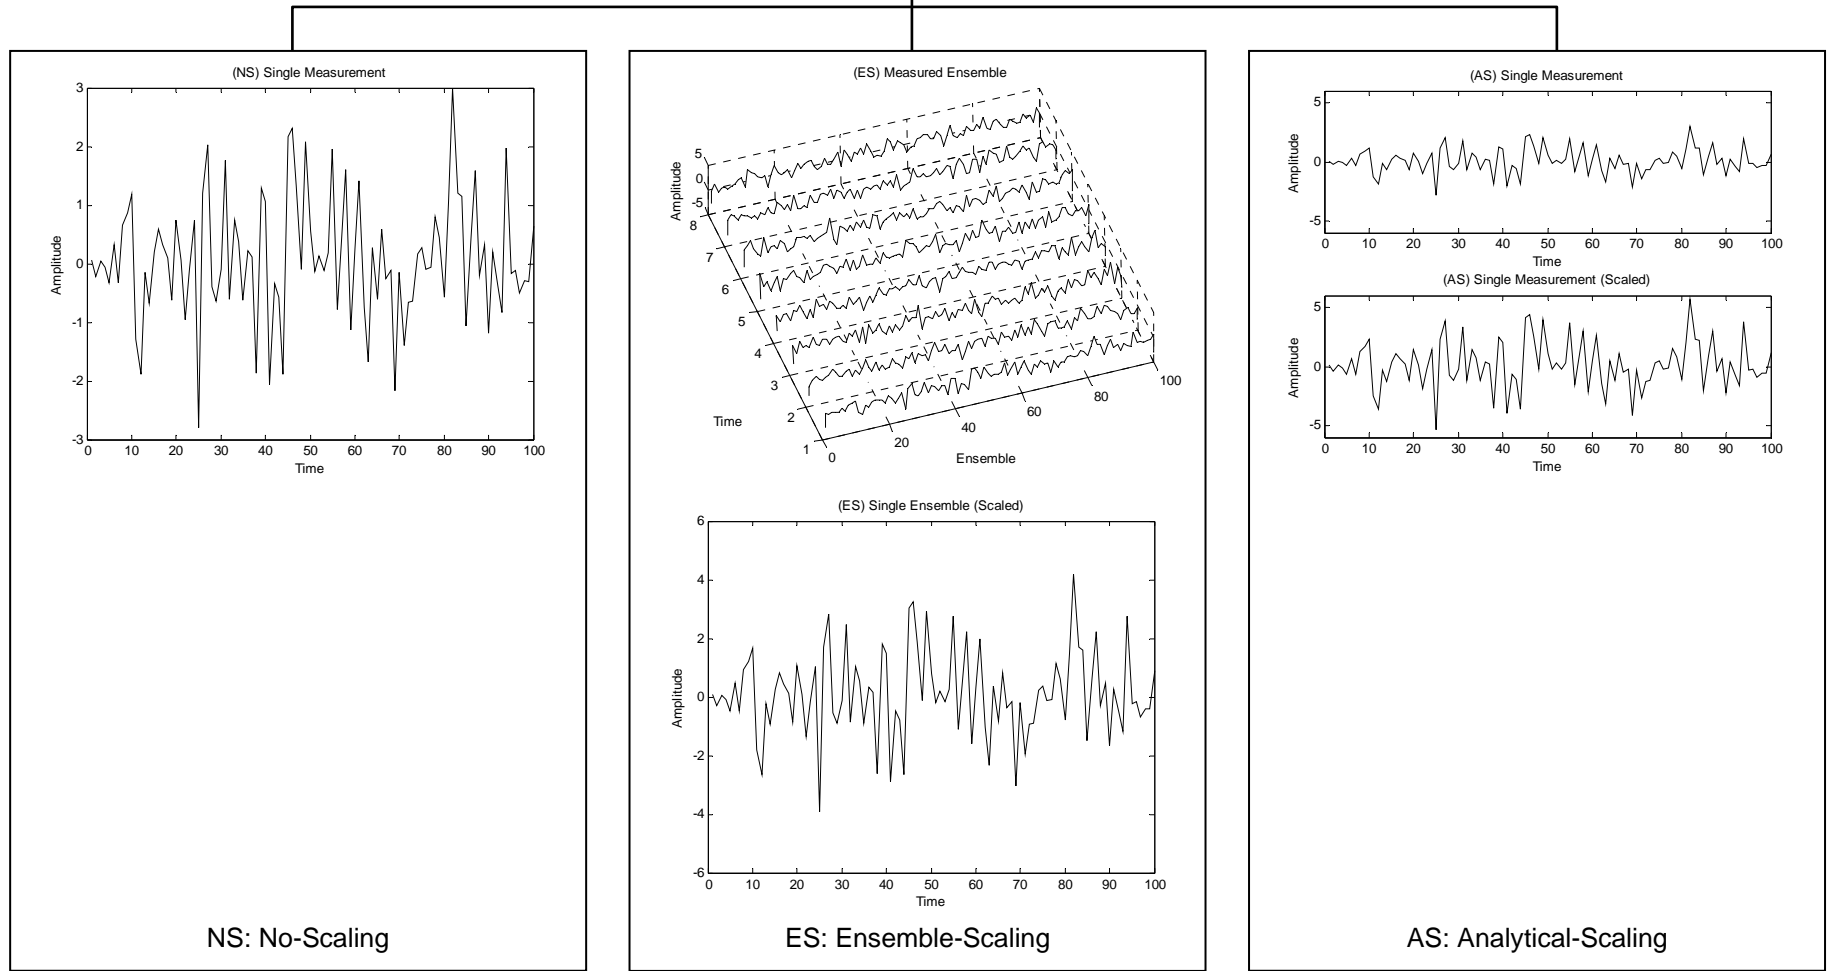 (NS) Single Measurement
3
2
1
0
-1
-2
-3
Amplitude
0 10 20 30 40 50 60 70 80 90 100
Time
NS: No-Scaling
(ES) Measured Ensemble
5
0
-5
Amplitude
8
7
6
5
4
3
2
1
Time
0
20
40
60
80
100
Ensemble
(ES) Single Ensemble (Scaled)
6
4
2
0
-2
-4
-6
Amplitude
0 10 20 30 40 50 60 70 80 90 100
Time
ES: Ensemble-Scaling
(AS) Single Measurement
5
0
-5
Amplitude
0 10 20 30 40 50 60 70 80 90 100
Time
(AS) Single Measurement (Scaled)
5
0
-5
Amplitude
0 10 20 30 40 50 60 70 80 90 100
Time
AS: Analytical-Scaling